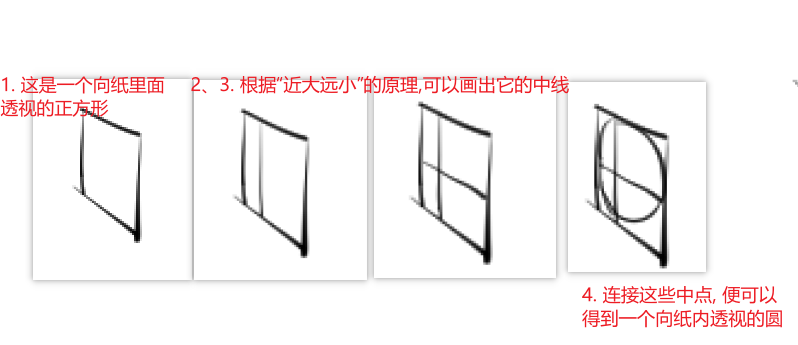 1. 这是一个向纸里面
透视的正方形
2、3. 根据“近大远小”的原理,可以画出它的中线
4. 连接这些中点, 便可以
得到一个向纸内透视的圆